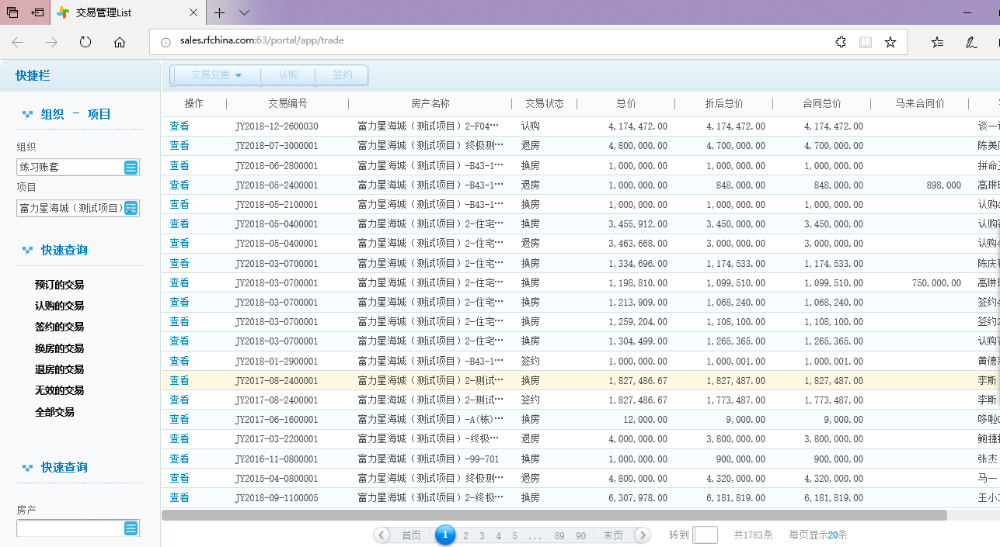 交易管理List
sales.rfchina.com:63/portal/app/trade
快捷栏
交易变更 认购 签约
组织 － 项目
组织
练习账套
项目
富力星海城（测试项目）
快速查询
预订的交易
认购的交易
签约的交易
换房的交易
退房的交易
无效的交易
全部交易
快速查询
房产
操作 交易编号 房产名称 交易状态 总价 折后总价 合同总价 马来合同价
查看 JY2018-12-2600030 富力星海城（测试项目）2-F04… 认购 4,174,472.00 4,174,472.00 4,174,472.00 谈一
查看 JY2018-07-3000001 富力星海城（测试项目）终极测… 退房 4,800,000.00 4,700,000.00 4,700,000.00 陈美
查看 JY2018-06-2800001 富力星海城（测试项目）-B43-1… 换房 1,000,000.00 1,000,000.00 1,000,000.00 拼命
查看 JY2018-05-2400001 富力星海城（测试项目）-B43-1… 退房 1,000,000.00 848,000.00 848,000.00 898,000 高琳
查看 JY2018-05-2100001 富力星海城（测试项目）-B43-1… 换房 1,000,000.00 1,000,000.00 1,000,000.00 认购
查看 JY2018-05-0400001 富力星海城（测试项目）2-住宅… 换房 3,455,912.00 3,450,000.00 3,450,000.00 认购
查看 JY2018-05-0400001 富力星海城（测试项目）2-住宅… 退房 3,463,668.00 3,000,000.00 3,000,000.00 认购
查看 JY2018-03-0700001 富力星海城（测试项目）2-住宅… 换房 1,334,696.00 1,174,533.00 1,174,533.00 陈庆
查看 JY2018-03-0700001 富力星海城（测试项目）2-住宅… 换房 1,198,810.00 1,099,510.00 1,099,510.00 750,000.00 高琳
查看 JY2018-03-0700001 富力星海城（测试项目）2-住宅… 换房 1,213,909.00 1,068,240.00 1,068,240.00 签约
查看 JY2018-03-0700001 富力星海城（测试项目）2-住宅… 换房 1,259,204.00 1,108,100.00 1,108,100.00 签约
查看 JY2018-03-0700001 富力星海城（测试项目）2-住宅… 换房 1,304,499.00 1,265,365.00 1,265,365.00 认购
查看 JY2018-01-2900001 富力星海城（测试项目）-B43-1… 签约 1,000,000.00 1,000,001.00 1,000,001.00 黄德
查看 JY2017-08-2400001 富力星海城（测试项目）2-测试… 换房 1,827,486.67 1,827,487.00 1,827,487.00 李斯
查看 JY2017-08-2400001 富力星海城（测试项目）2-测试… 签约 1,827,486.67 1,773,487.00 1,773,487.00 李斯
查看 JY2017-06-1600001 富力星海城（测试项目）-A(栋)… 换房 12,000.00 9,000.00 9,000.00 哆啦
查看 JY2017-03-2200001 富力星海城（测试项目）-终极… 退房 4,000,000.00 3,800,000.00 3,800,000.00 鲍捷
查看 JY2016-11-0800001 富力星海城（测试项目）-99-701 换房 1,000,000.00 900,000.00 900,000.00 张杰
查看 JY2015-04-0800001 富力星海城（测试项目）终极测… 退房 4,800,000.00 4,320,000.00 4,320,000.00 马一
查看 JY2018-09-1100005 富力星海城（测试项目）2-终极… 换房 6,307,978.00 6,181,819.00 6,181,819.00 王小
首页 1 2 3 4 5 ... 89 90 末页 转到 共1783条 每页显示20条